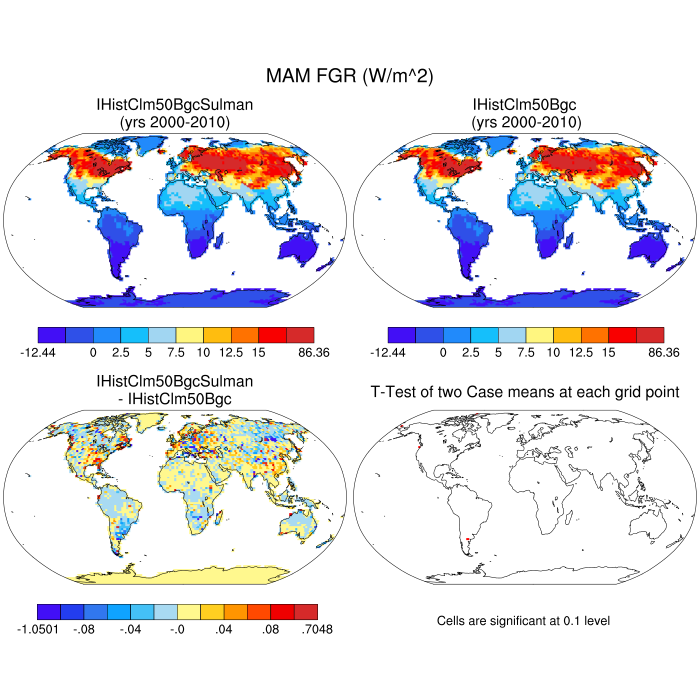 MAM FGR (W/m^2)
IHistClm50BgcSulman
(yrs 2000-2010)
IHistClm50Bgc
(yrs 2000-2010)
-12.44 0 2.5 5 7.5 10 12.5 15 86.36
-12.44 0 2.5 5 7.5 10 12.5 15 86.36
IHistClm50BgcSulman
- IHistClm50Bgc
T-Test of two Case means at each grid point
-1.0501 -.08 -.04 -.0 .04 .08 .7048
Cells are significant at 0.1 level